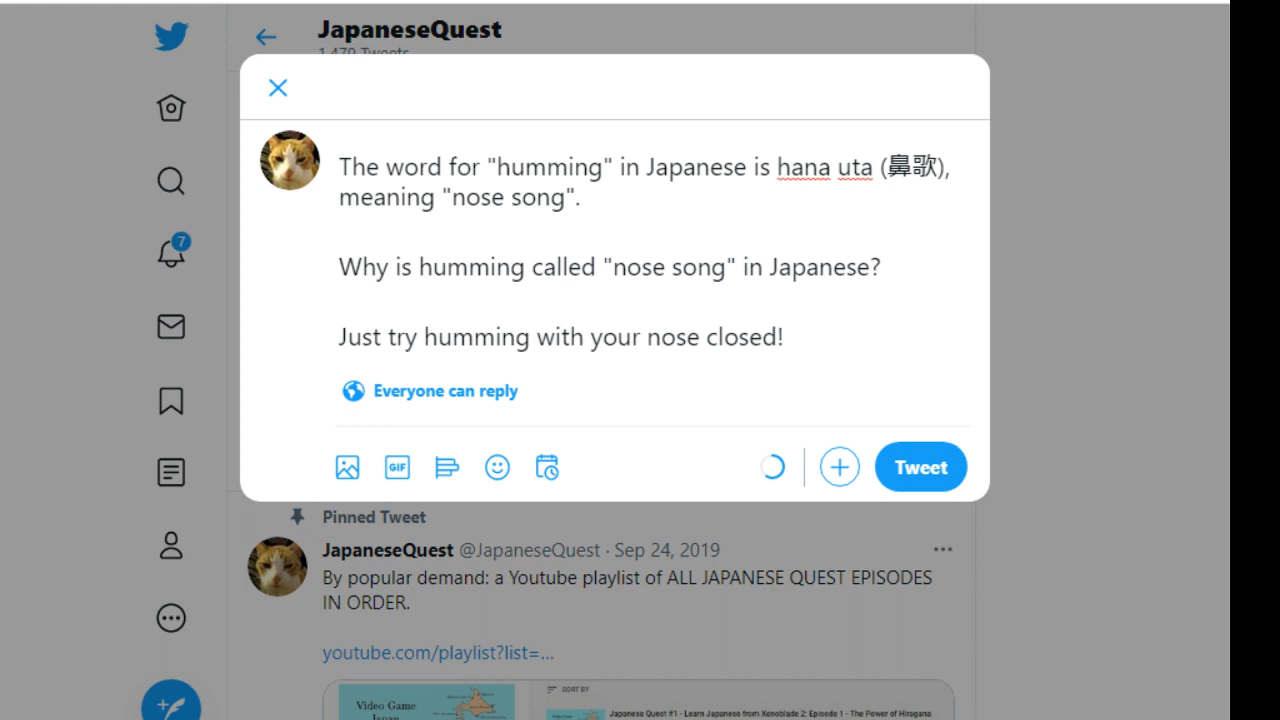 JapaneseQuest
1,479 Tweets
7
The word for "humming" in Japanese is hana uta (鼻歌),
meaning "nose song".
Why is humming called "nose song" in Japanese?
Just try humming with your nose closed!
Everyone can reply
GIF
Tweet
Pinned Tweet
JapaneseQuest @JapaneseQuest · Sep 24, 2019
By popular demand: a Youtube playlist of ALL JAPANESE QUEST EPISODES
IN ORDER.
youtube.com/playlist?list=...
Video Game
Japan
SORT BY
Japanese Quest #1 - Learn Japanese from Xenoblade 2: Episode 1 - The Power of Hiragana